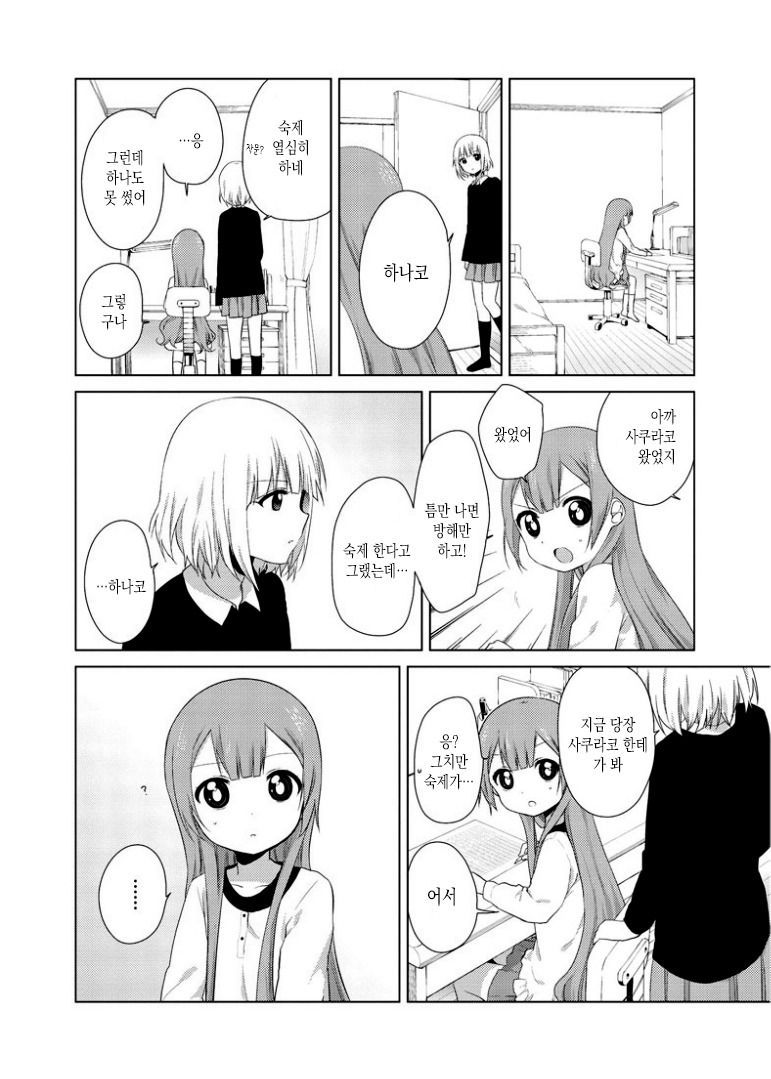 하나코
숙제
열심히
하네
작문?
…응
그런데
하나도
못 썼어
그렇
구나
아까
사쿠라코
왔었지
왔었어
틈만 나면
방해만
하고!
숙제 한다고
그랬는데…
…하나코
지금 당장
사쿠라코 한테
가 봐
응?
그치만
숙제가…
어서
?
……